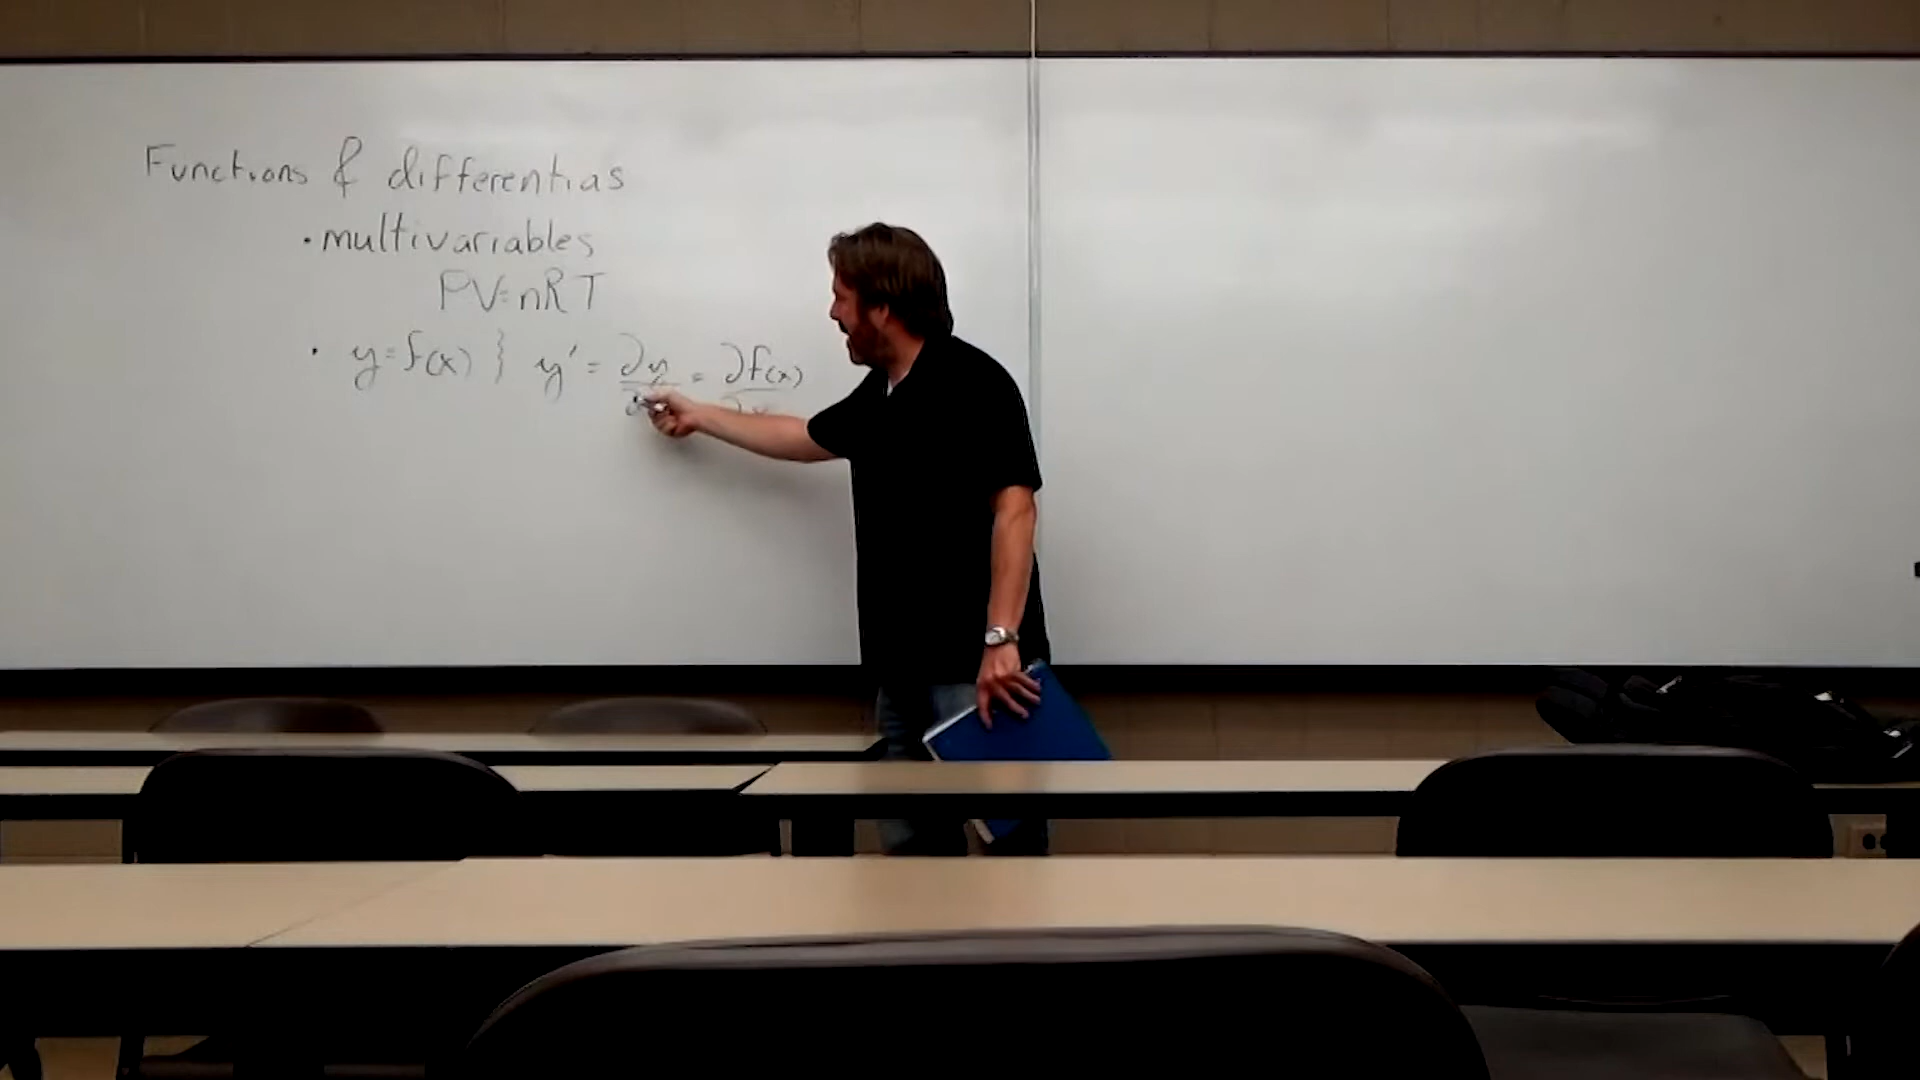 Functions & differentias
• multivariables
PV=nRT
• y=f(x) } y' = ∂y/∂x = ∂f(x)/∂x